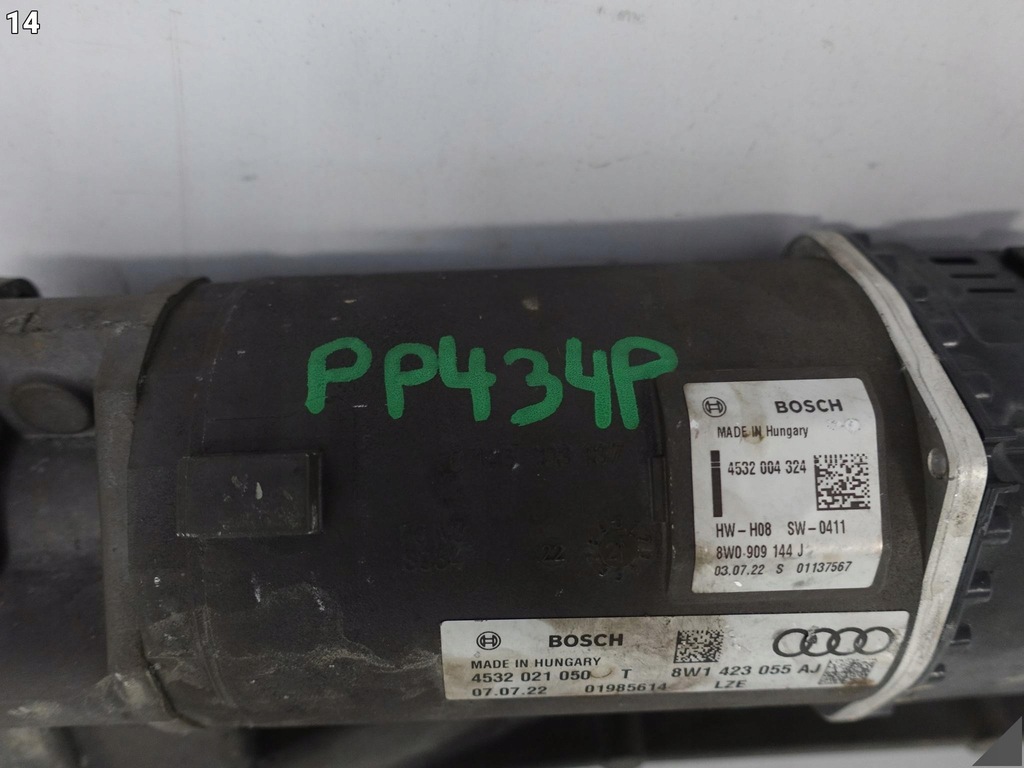 14
PP434P
BOSCH
MADE IN Hungary
4532 004 324
HW-H08 SW-0411
8W0 909 144 J
03.07.22 S 01137567
BOSCH
MADE IN HUNGARY
4532 021 050 T 8W1 423 055 AJ
07.07.22 01985614 LZE